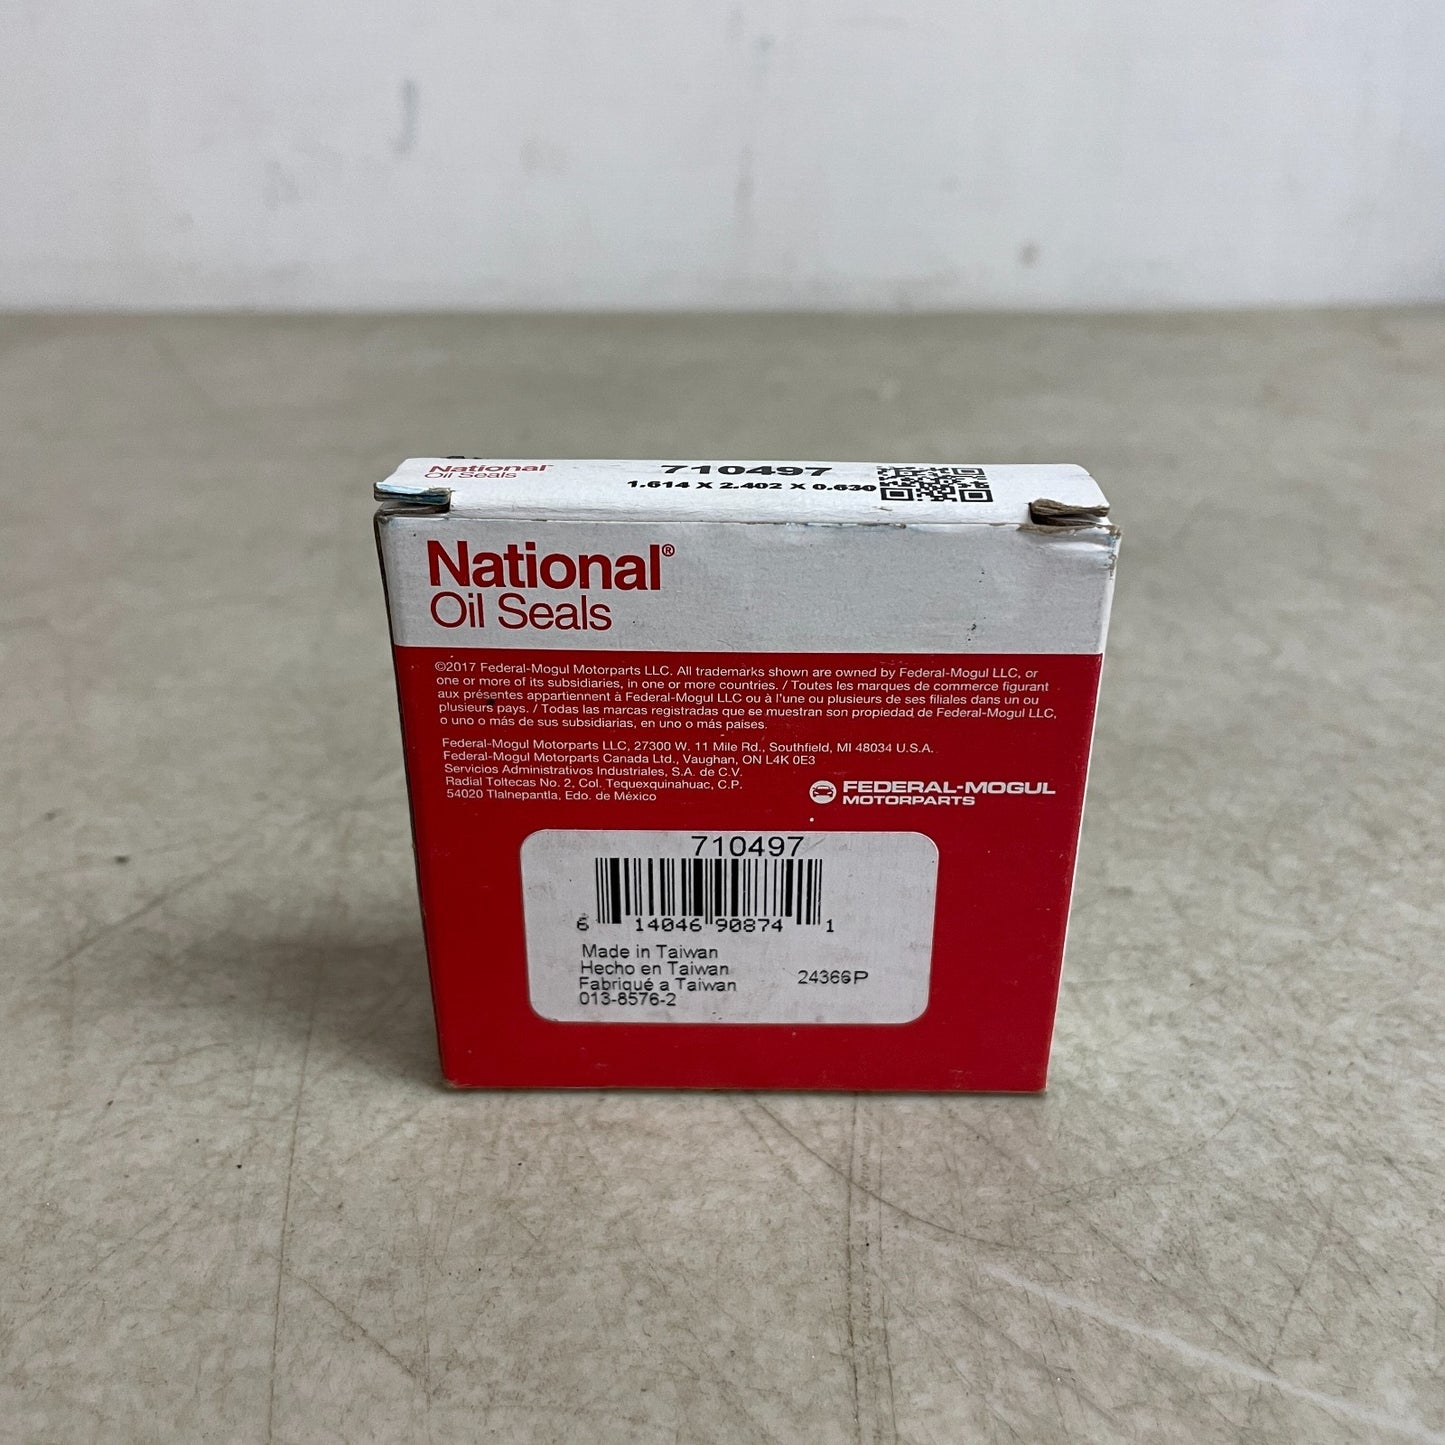 National
Oil Seals
710497
1.614 X 2.402 X 0.630
National®
Oil Seals
©2017 Federal-Mogul Motorparts LLC. All trademarks shown are owned by Federal-Mogul LLC, or
one or more of its subsidiaries, in one or more countries. / Toutes les marques de commerce figurant
aux présentes appartiennent à Federal-Mogul LLC ou à l'une ou plusieurs de ses filiales dans un ou
plusieurs pays. / Todas las marcas registradas que se muestran son propiedad de Federal-Mogul LLC,
o uno o más de sus subsidiarias, en uno o más países.
Federal-Mogul Motorparts LLC, 27300 W. 11 Mile Rd., Southfield, MI 48034 U.S.A.
Federal-Mogul Motorparts Canada Ltd., Vaughan, ON L4K 0E3
Servicios Administrativos Industriales, S.A. de C.V.
Radial Toltecas No. 2, Col. Tequexquinahuac, C.P.
54020 Tlalnepantla, Edo. de México
FEDERAL-MOGUL
MOTORPARTS
710497
6 14046 90874 1
Made in Taiwan
Hecho en Taiwan
Fabriqué a Taiwan
013-8576-2
24366P